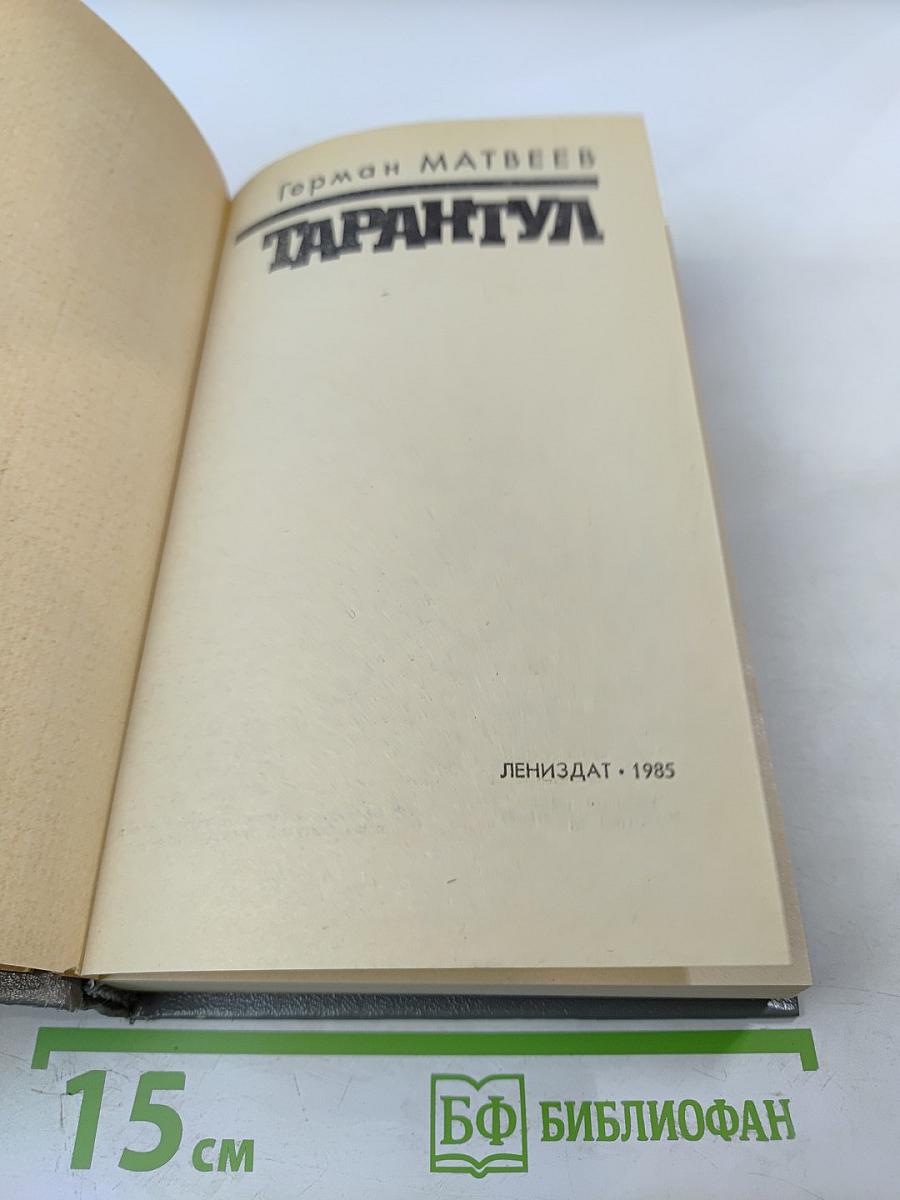 Герман МАТВЕЕВ
ТАРАНТУЛ
ЛЕНИЗДАТ • 1985
15 см
БФ БИБЛИОФАН